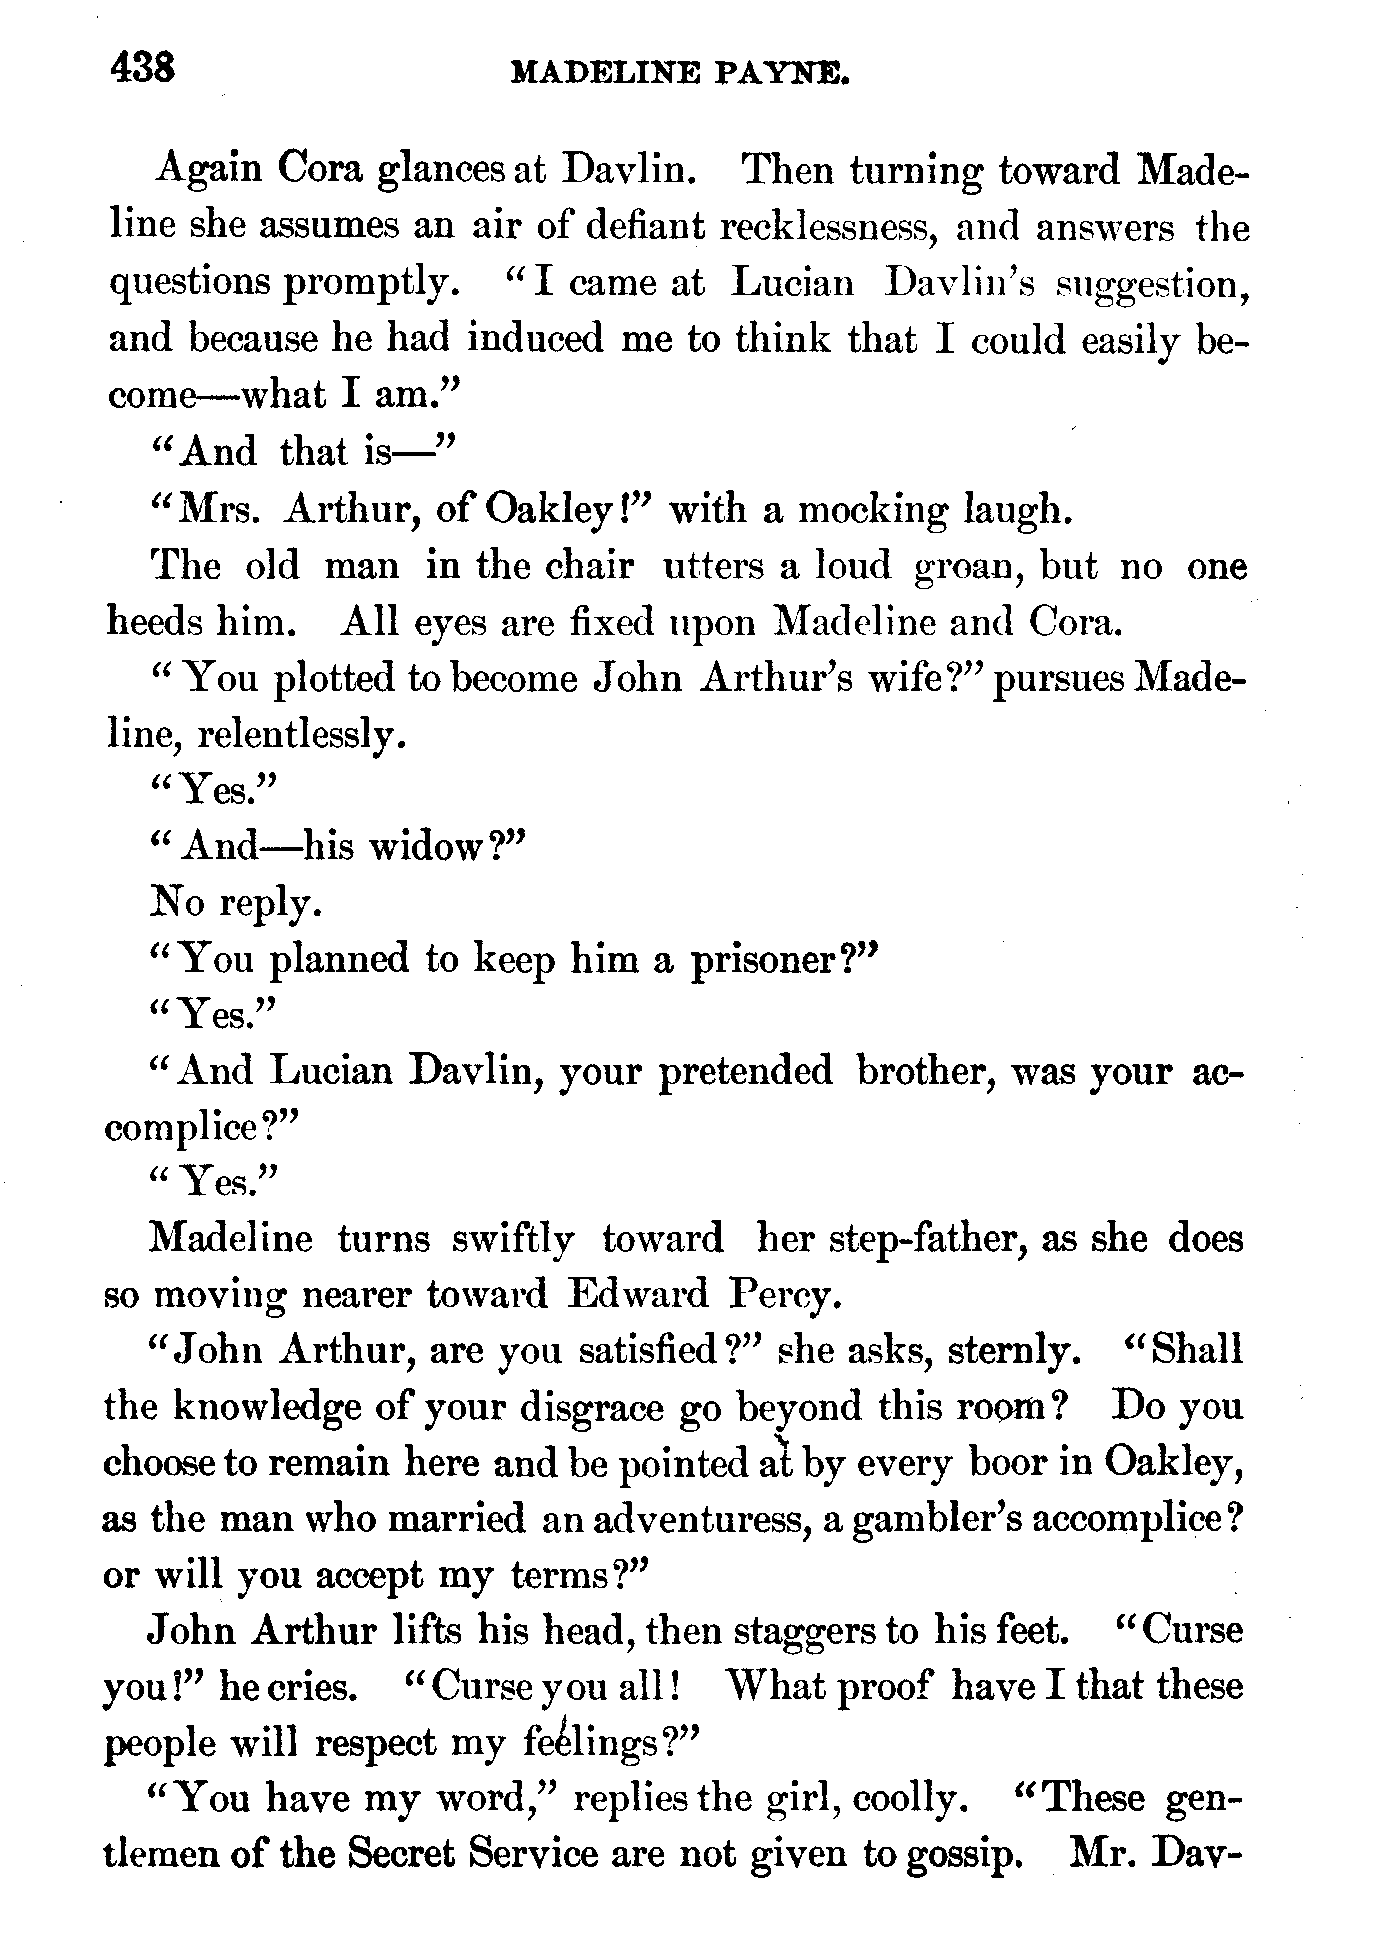 438 MADELINE PAYNE.
Again Cora glances at Davlin. Then turning toward Made-
line she assumes an air of defiant recklessness, and answers the
questions promptly. "I came at Lucian Davlin's suggestion,
and because he had induced me to think that I could easily be-
come—what I am."
"And that is—"
"Mrs. Arthur, of Oakley!" with a mocking laugh.
The old man in the chair utters a loud groan, but no one
heeds him. All eyes are fixed upon Madeline and Cora.
"You plotted to become John Arthur's wife?" pursues Made-
line, relentlessly.
"Yes."
"And—his widow?"
No reply.
"You planned to keep him a prisoner?"
"Yes."
"And Lucian Davlin, your pretended brother, was your ac-
complice?"
"Yes."
Madeline turns swiftly toward her step-father, as she does
so moving nearer toward Edward Percy.
"John Arthur, are you satisfied?" she asks, sternly. "Shall
the knowledge of your disgrace go beyond this room? Do you
choose to remain here and be pointed at by every boor in Oakley,
as the man who married an adventuress, a gambler's accomplice?
or will you accept my terms?"
John Arthur lifts his head, then staggers to his feet. "Curse
you!" he cries. "Curse you all! What proof have I that these
people will respect my feelings?"
"You have my word," replies the girl, coolly. "These gen-
tlemen of the Secret Service are not given to gossip. Mr. Dav-